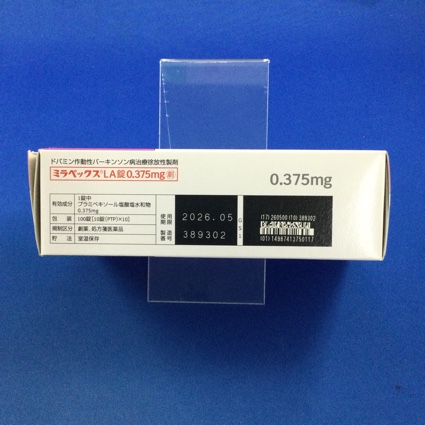 ドパミン作動性パーキンソン病治療徐放性製剤
ミラペックス®LA錠0.375mg 劇
0.375mg
有効成分 1錠中
プラミペキソール塩酸塩水和物
0.375mg
包装 100錠[10錠(PTP)×10]
規制区分 劇薬、処方箋医薬品
貯法 室温保存
使用期限 2026.05
製造番号 389302
GS1
(17)260500(10)389302
(01)14987413750117